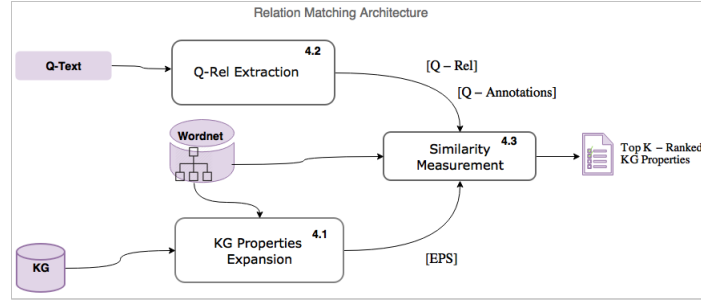 Relation Matching Architecture
4.2
Q-Text
Q-Rel Extraction
[Q – Rel]
[Q – Annotations]
Wordnet
4.3
Similarity
Measurement
Top K – Ranked
KG Properties
4.1
KG Properties
Expansion
[EPS]
KG